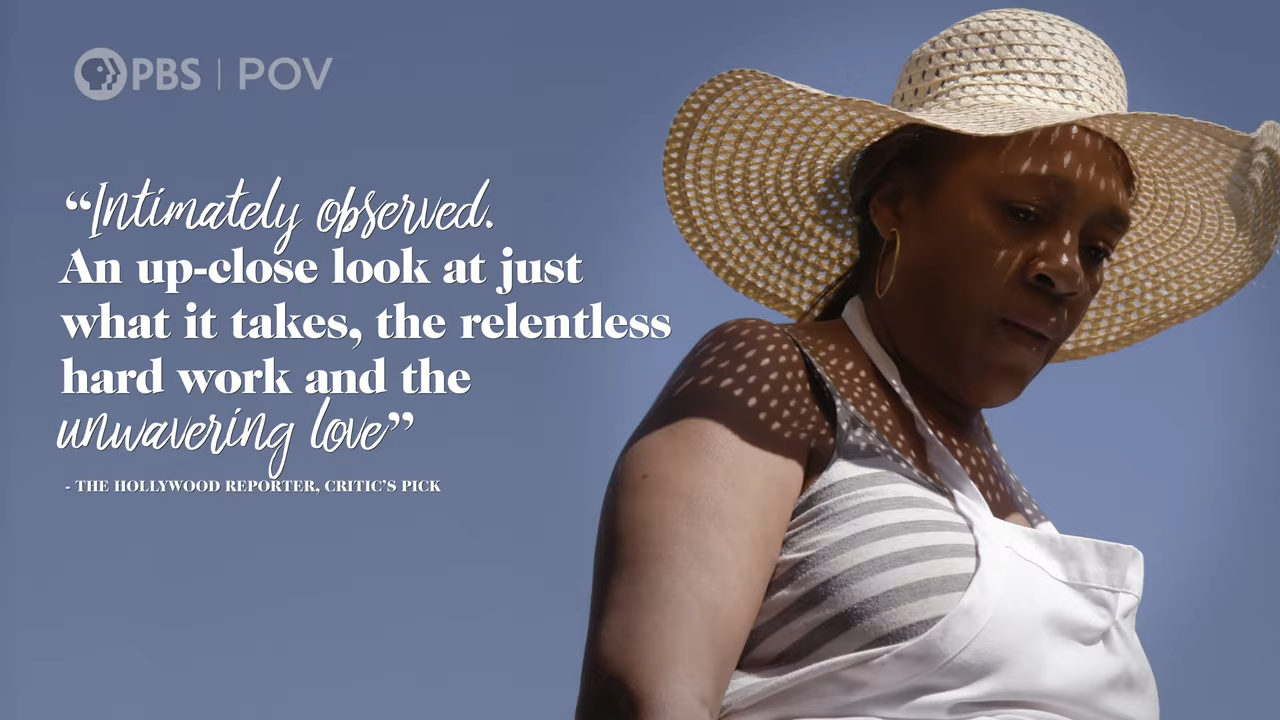 PBS | POV
“Intimately observed.
An up-close look at just
what it takes, the relentless
hard work and the
unwavering love”
- THE HOLLYWOOD REPORTER, CRITIC’S PICK